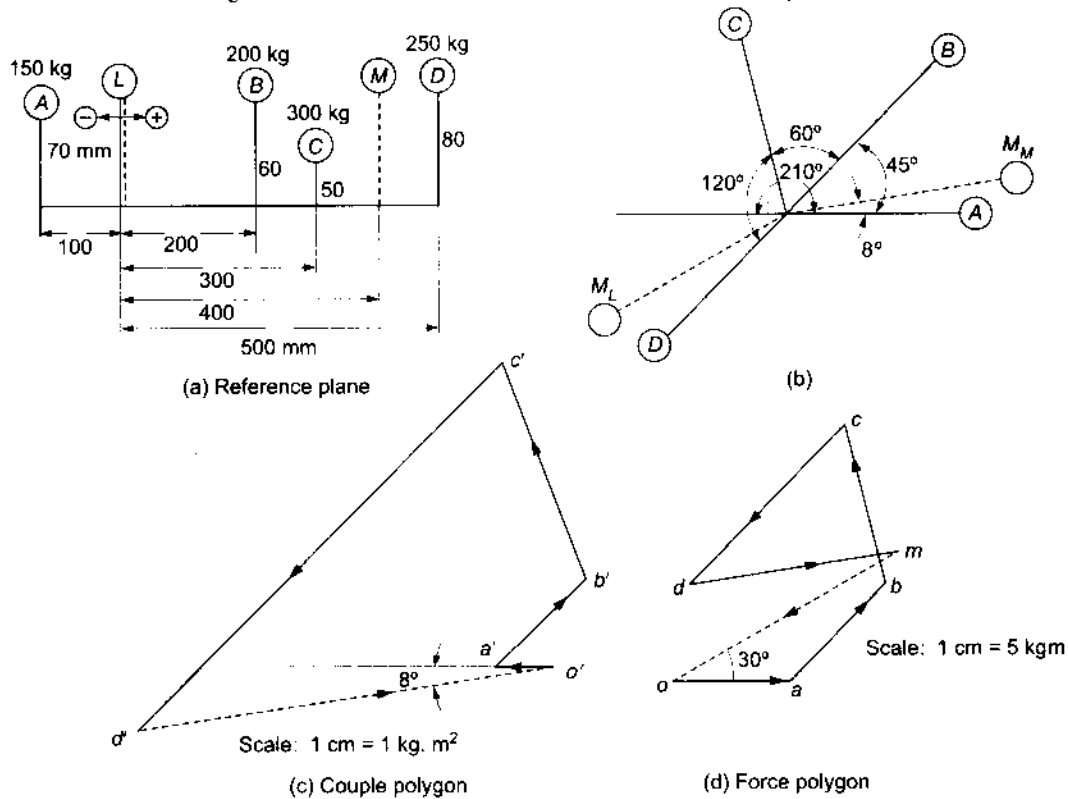 150 kg
A
L
200 kg
B
M
250 kg
D
− +
300 kg
C
70 mm
60
50
80
100
200
300
400
500 mm
(a) Reference plane
C
B
60°
45°
M_M
120°
210°
A
8°
M_L
D
(b)
c'
b'
a'
o'
8°
d"
Scale: 1 cm = 1 kg. m²
(c) Couple polygon
c
m
d
b
Scale: 1 cm = 5 kgm
30°
o
a
(d) Force polygon